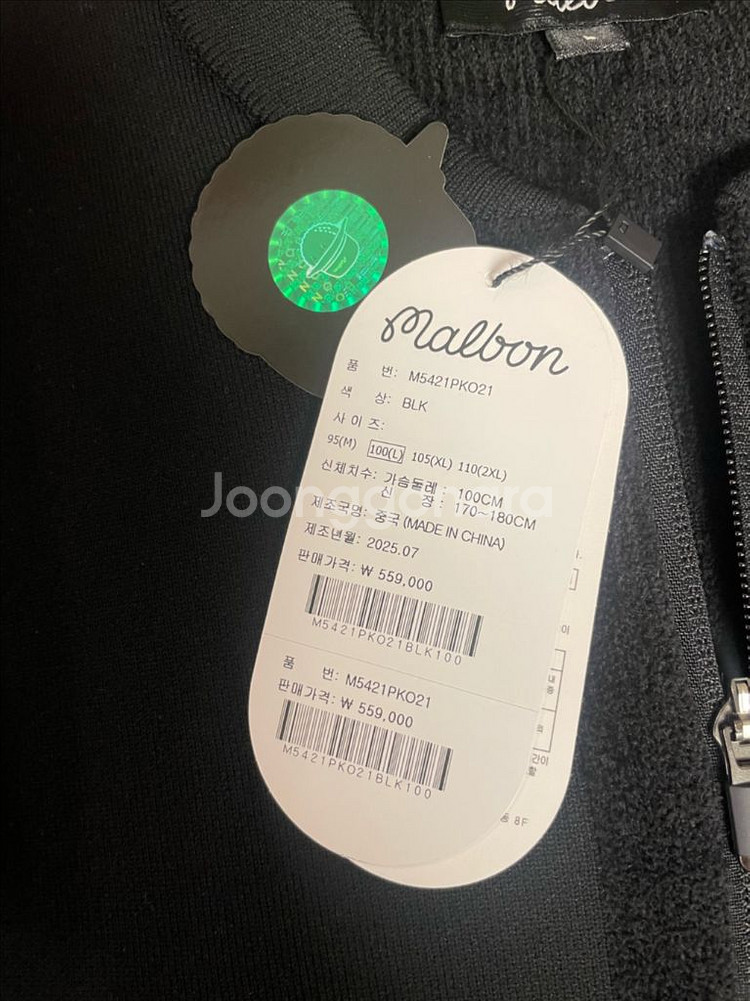 Malbon
품 번: M5421PKO21
색 상: BLK
사 이 즈:
95(M) 100(L) 105(XL) 110(2XL)
신체치수: 가슴둘레 : 100CM
신 장 : 170~180CM
제조국명: 중국 (MADE IN CHINA)
제조년월: 2025.07
판매가격: ₩ 559,000
M5421PKO21BLK100
품 번: M5421PKO21
판매가격: ₩ 559,000
M5421PKO21BLK100
Joonggonara
8F